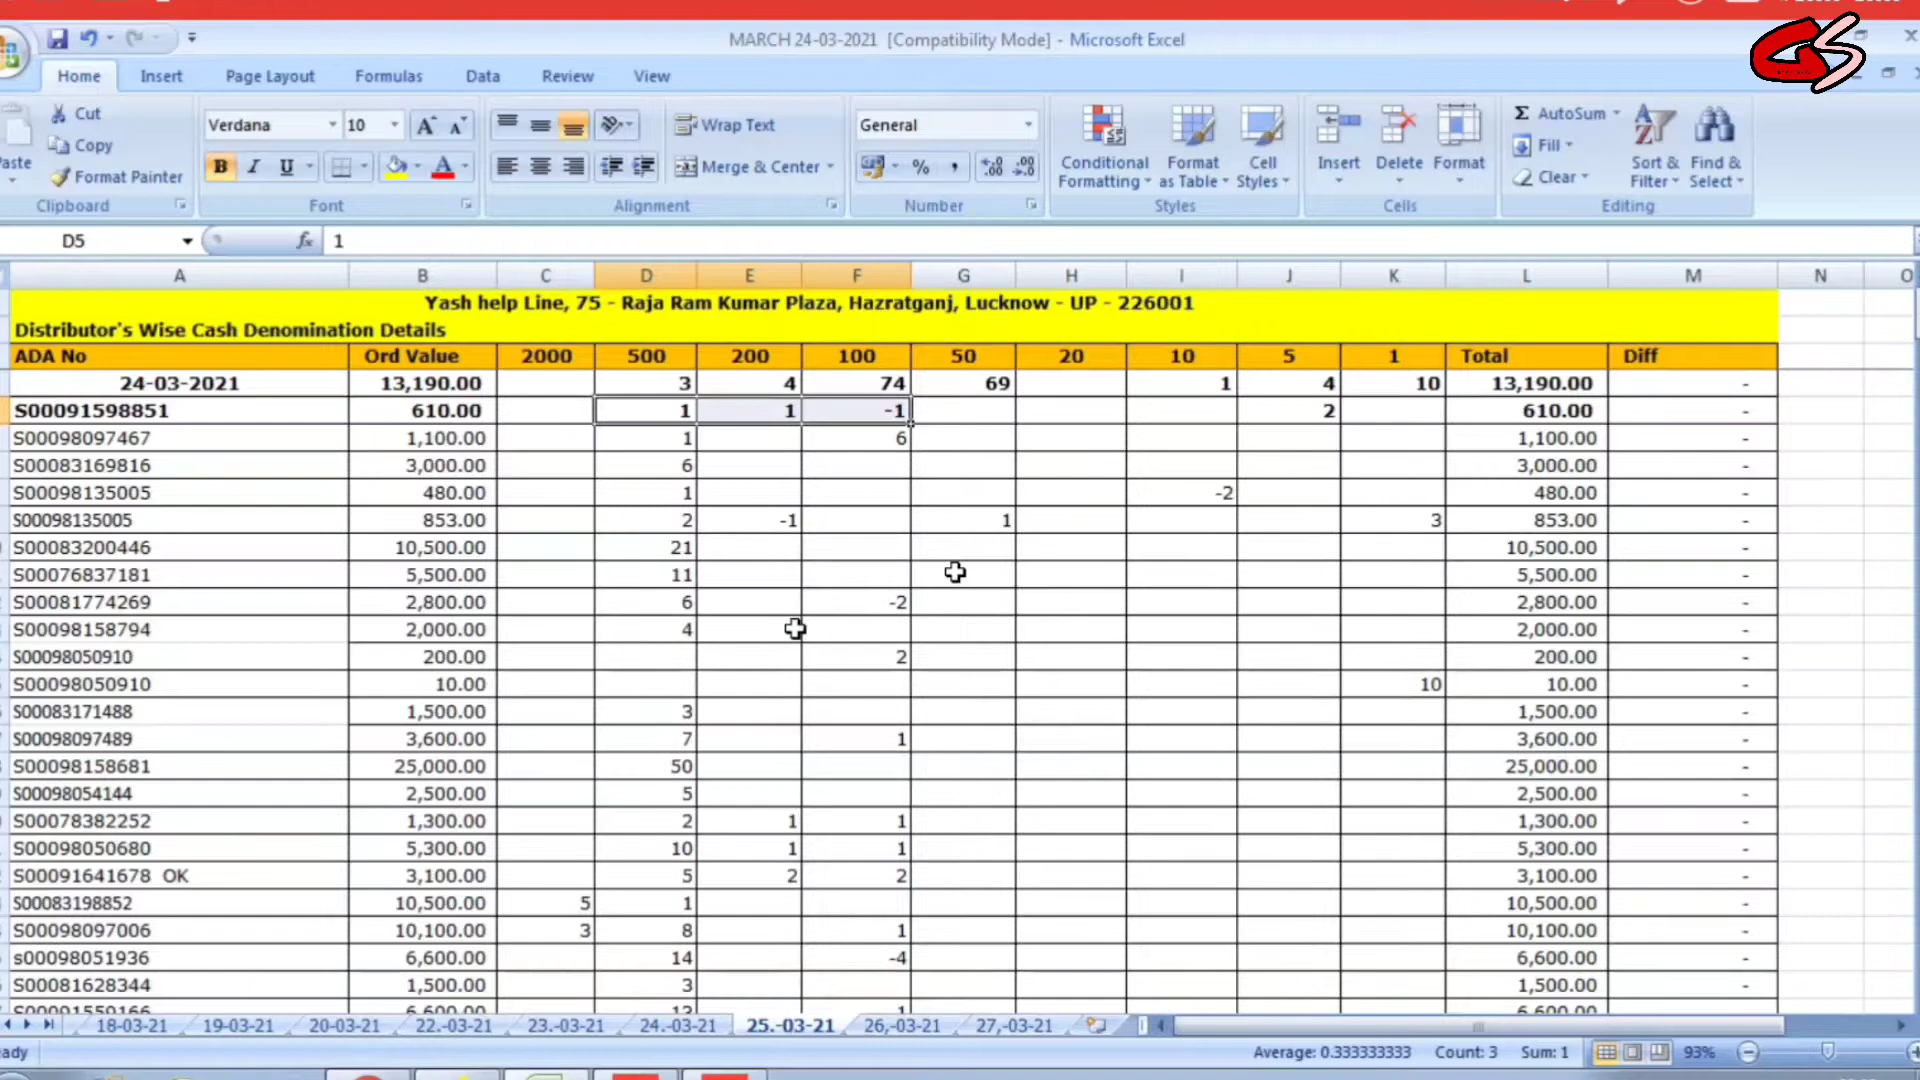 MARCH 24-03-2021 [Compatibility Mode] - Microsoft Excel
Home Insert Page Layout Formulas Data Review View
Cut
Copy
Format Painter
Clipboard
Verdana 10
B I U
Font
Wrap Text
Merge & Center
Alignment
General
Number
Conditional Formatting
Format as Table
Cell Styles
Styles
Insert Delete Format
Cells
AutoSum
Fill
Clear
Sort & Filter
Find & Select
Editing
D5 fx 1
A B C D E F G H I J K L M N O
Yash help Line, 75 - Raja Ram Kumar Plaza, Hazratganj, Lucknow - UP - 226001
Distributor's Wise Cash Denomination Details
ADA No Ord Value 2000 500 200 100 50 20 10 5 1 Total Diff
24-03-2021 13,190.00 3 4 74 69 1 4 10 13,190.00 -
S00091598851 610.00 1 1 -1 2 610.00 -
S00098097467 1,100.00 1 6 1,100.00 -
S00083169816 3,000.00 6 3,000.00 -
S00098135005 480.00 1 -2 480.00 -
S00098135005 853.00 2 -1 1 3 853.00 -
S00083200446 10,500.00 21 10,500.00 -
S00076837181 5,500.00 11 5,500.00 -
S00081774269 2,800.00 6 -2 2,800.00 -
S00098158794 2,000.00 4 2,000.00 -
S00098050910 200.00 2 200.00 -
S00098050910 10.00 10 10.00 -
S00083171488 1,500.00 3 1,500.00 -
S00098097489 3,600.00 7 1 3,600.00 -
S00098158681 25,000.00 50 25,000.00 -
S00098054144 2,500.00 5 2,500.00 -
S00078382252 1,300.00 2 1 1 1,300.00 -
S00098050680 5,300.00 10 1 1 5,300.00 -
S00091641678 OK 3,100.00 5 2 2 3,100.00 -
S00083198852 10,500.00 5 1 10,500.00 -
S00098097006 10,100.00 3 8 1 10,100.00 -
s00098051936 6,600.00 14 -4 6,600.00 -
S00081628344 1,500.00 3 1,500.00 -
18-03-21 19-03-21 20-03-21 22.-03-21 23.-03-21 24.-03-21 25.-03-21 26,-03-21 27,-03-21
Average: 0.333333333 Count: 3 Sum: 1 93%
GS